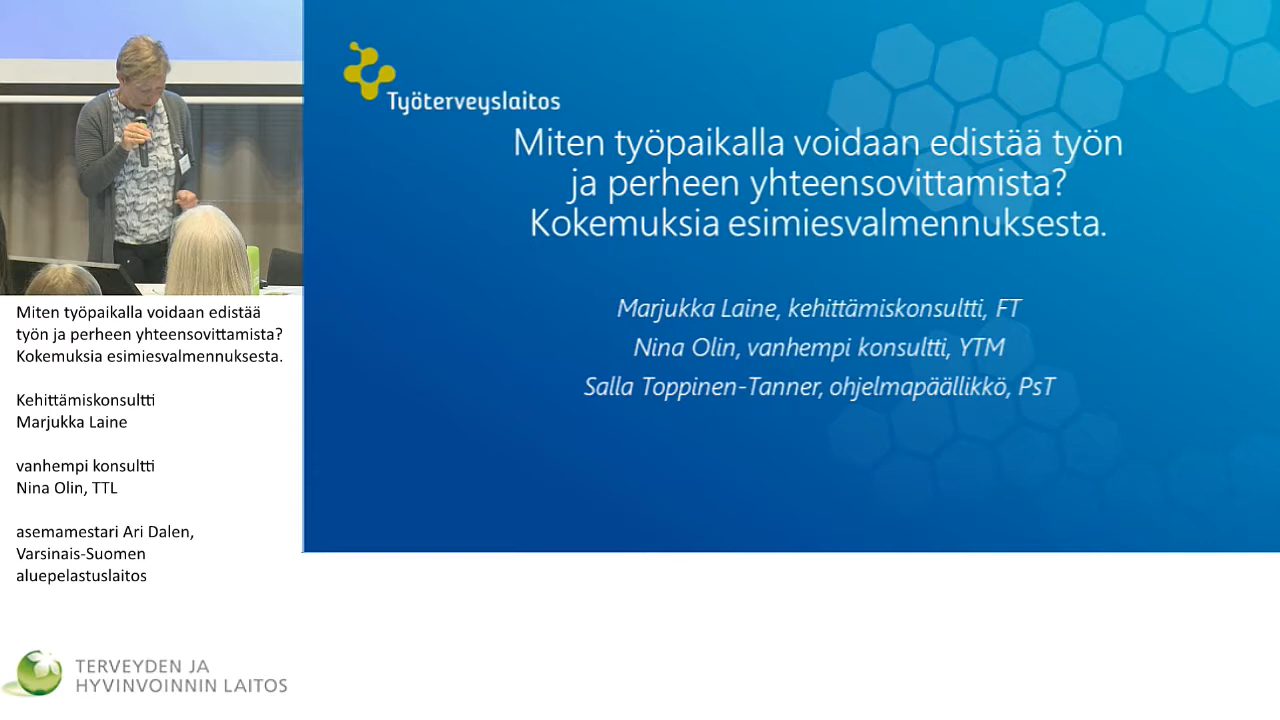 Työterveyslaitos
Miten työpaikalla voidaan edistää työn
ja perheen yhteensovittamista?
Kokemuksia esimiesvalmennuksesta.
Marjukka Laine, kehittämiskonsultti, FT
Nina Olin, vanhempi konsultti, YTM
Salla Toppinen-Tanner, ohjelmapäällikkö, PsT
Miten työpaikalla voidaan edistää
työn ja perheen yhteensovittamista?
Kokemuksia esimiesvalmennuksesta.
Kehittämiskonsultti
Marjukka Laine
vanhempi konsultti
Nina Olin, TTL
asemamestari Ari Dalen,
Varsinais-Suomen
aluepelastuslaitos
TERVEYDEN JA
HYVINVOINNIN LAITOS